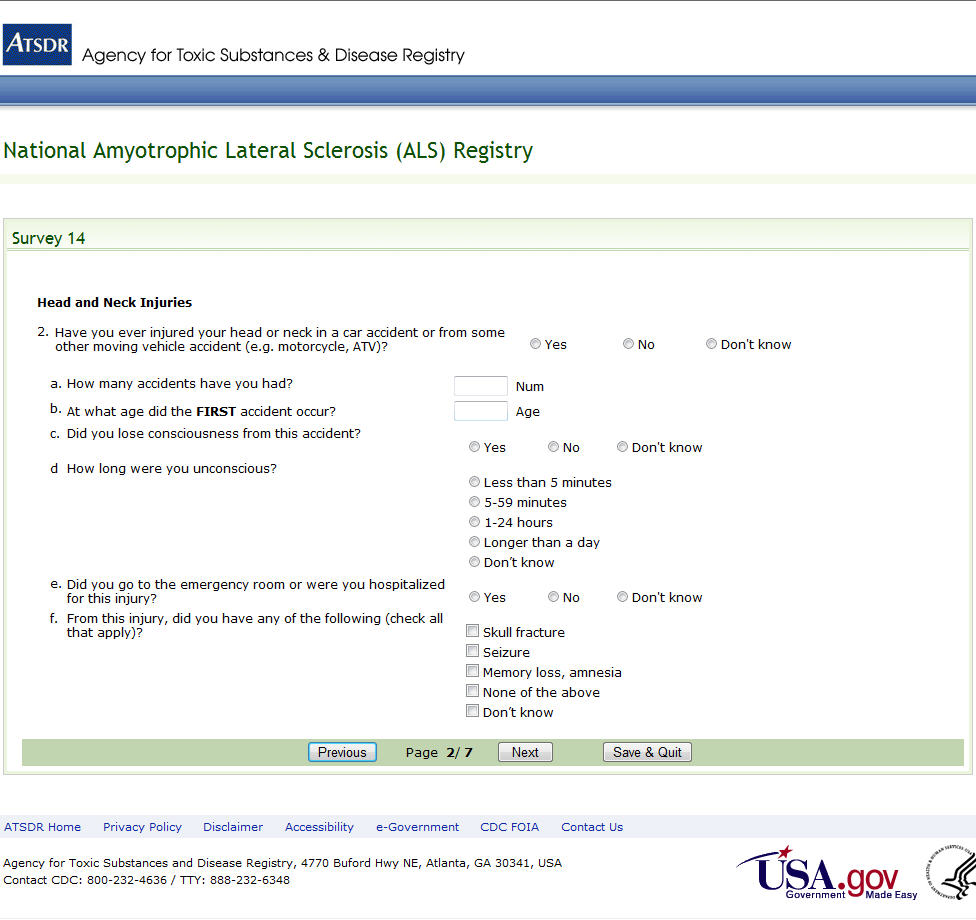 ATSDR Agency for Toxic Substances & Disease Registry
National Amyotrophic Lateral Sclerosis (ALS) Registry
Survey 14
Head and Neck Injuries
2. Have you ever injured your head or neck in a car accident or from some
other moving vehicle accident (e.g. motorcycle, ATV)?
Yes No Don't know
a. How many accidents have you had? Num
b. At what age did the FIRST accident occur? Age
c. Did you lose consciousness from this accident?
Yes No Don't know
d How long were you unconscious?
Less than 5 minutes
5-59 minutes
1-24 hours
Longer than a day
Don't know
e. Did you go to the emergency room or were you hospitalized
for this injury?
Yes No Don't know
f. From this injury, did you have any of the following (check all
that apply)?
Skull fracture
Seizure
Memory loss, amnesia
None of the above
Don't know
Previous Page 2/ 7 Next Save & Quit
ATSDR Home Privacy Policy Disclaimer Accessibility e-Government CDC FOIA Contact Us
Agency for Toxic Substances and Disease Registry, 4770 Buford Hwy NE, Atlanta, GA 30341, USA
Contact CDC: 800-232-4636 / TTY: 888-232-6348
USA.gov
Government Made Easy